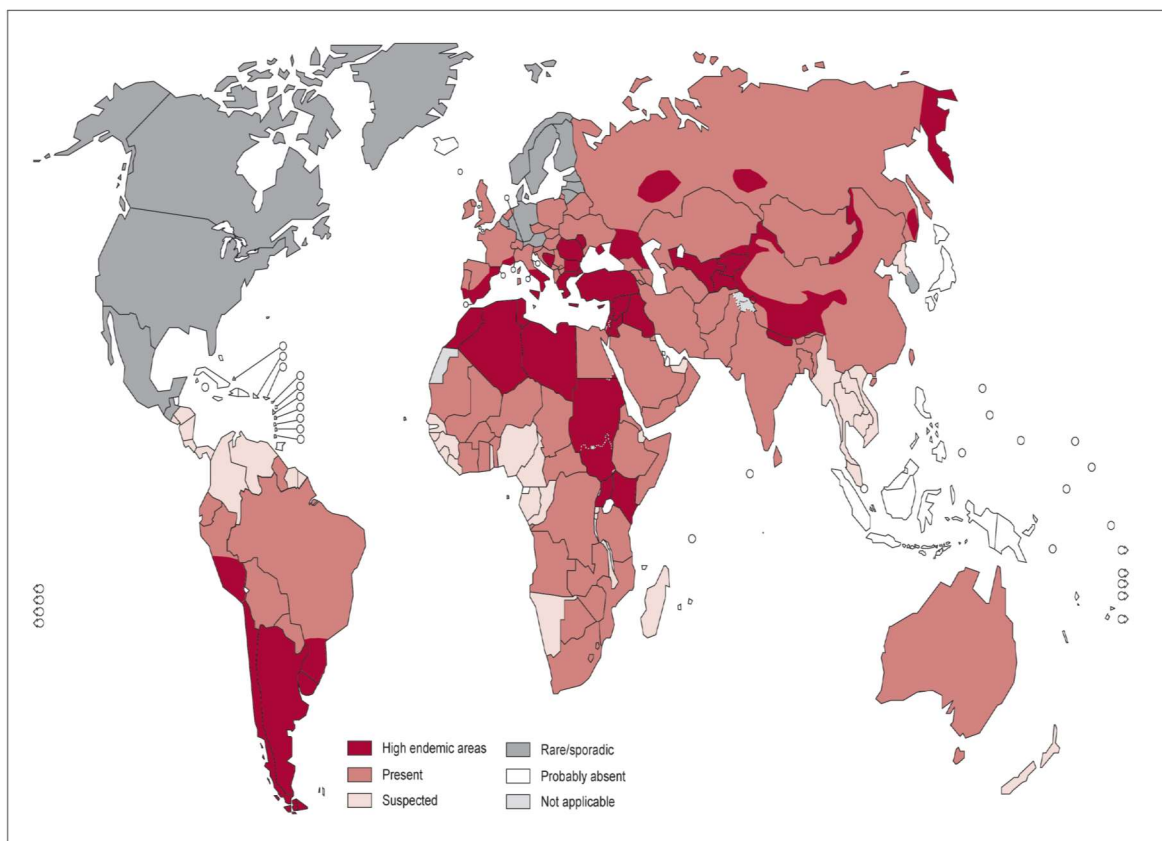 High endemic areas
Present
Suspected
Rare/sporadic
Probably absent
Not applicable